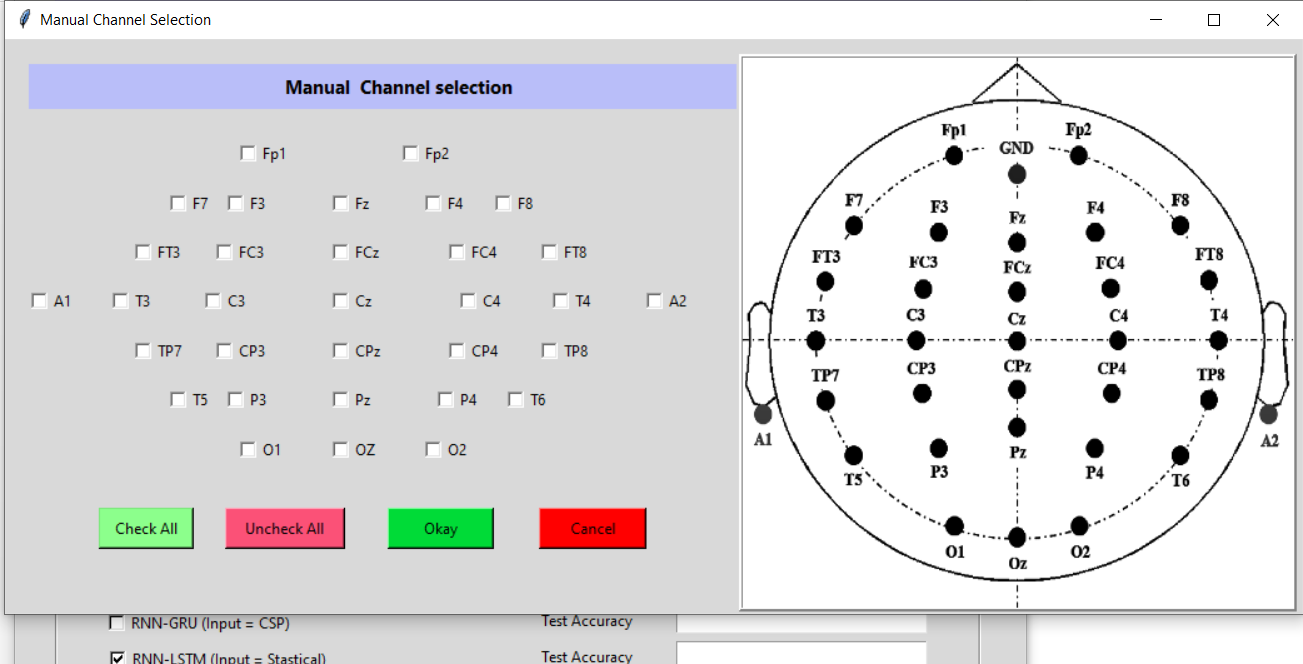 Manual Channel Selection
Manual Channel selection
Fp1 Fp2
F7 F3 Fz F4 F8
FT3 FC3 FCz FC4 FT8
A1 T3 C3 Cz C4 T4 A2
TP7 CP3 CPz CP4 TP8
T5 P3 Pz P4 T6
O1 OZ O2
Check All Uncheck All Okay Cancel
Fp1 Fp2
GND
F7 F3 Fz F4 F8
FT3 FC3 FCz FC4 FT8
T3 C3 Cz C4 T4
TP7 CP3 CPz CP4 TP8
A1 A2
T5 P3 Pz P4 T6
O1 Oz O2
RNN-GRU (Input = CSP) Test Accuracy
RNN-LSTM (Input = Stastical) Test Accuracy